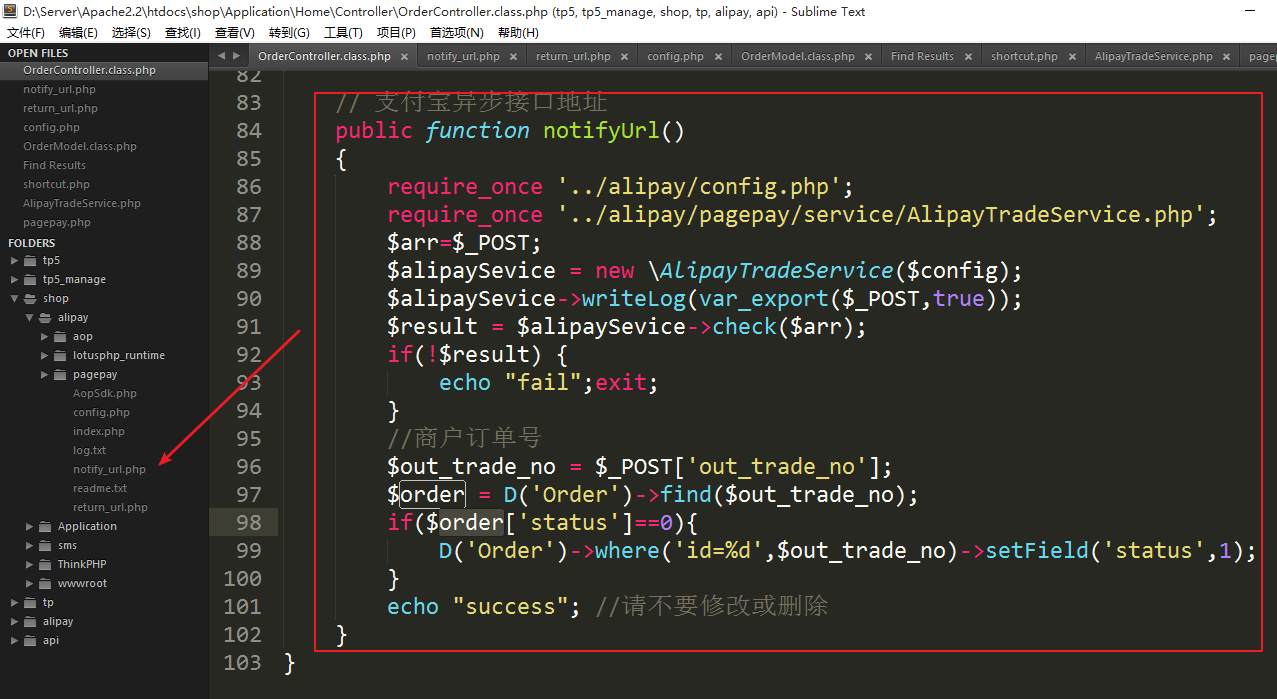 D:\Server\Apache2.2\htdocs\shop\Application\Home\Controller\OrderController.class.php (tp5, tp5_manage, shop, tp, alipay, api) - Sublime Text
文件(F) 编辑(E) 选择(S) 查找(I) 查看(V) 转到(G) 工具(T) 项目(P) 首选项(N) 帮助(H)
OPEN FILES
OrderController.class.php
notify_url.php
return_url.php
config.php
OrderModel.class.php
Find Results
shortcut.php
AlipayTradeService.php
pagepay.php
FOLDERS
tp5
tp5_manage
shop
alipay
aop
lotusphp_runtime
pagepay
AopSdk.php
config.php
index.php
log.txt
notify_url.php
readme.txt
return_url.php
Application
sms
ThinkPHP
wwwroot
tp
alipay
api
OrderController.class.php × notify_url.php × return_url.php × config.php × OrderModel.class.php × Find Results × shortcut.php × AlipayTradeService.php × pagep
82
83 // 支付宝异步接口地址
84 public function notifyUrl()
85 {
86 require_once '../alipay/config.php';
87 require_once '../alipay/pagepay/service/AlipayTradeService.php';
88 $arr=$_POST;
89 $alipaySevice = new \AlipayTradeService($config);
90 $alipaySevice->writeLog(var_export($_POST,true));
91 $result = $alipaySevice->check($arr);
92 if(!$result) {
93 echo "fail";exit;
94 }
95 //商户订单号
96 $out_trade_no = $_POST['out_trade_no'];
97 $order = D('Order')->find($out_trade_no);
98 if($order['status']==0){
99 D('Order')->where('id=%d',$out_trade_no)->setField('status',1);
100 }
101 echo "success"; //请不要修改或删除
102 }
103 }